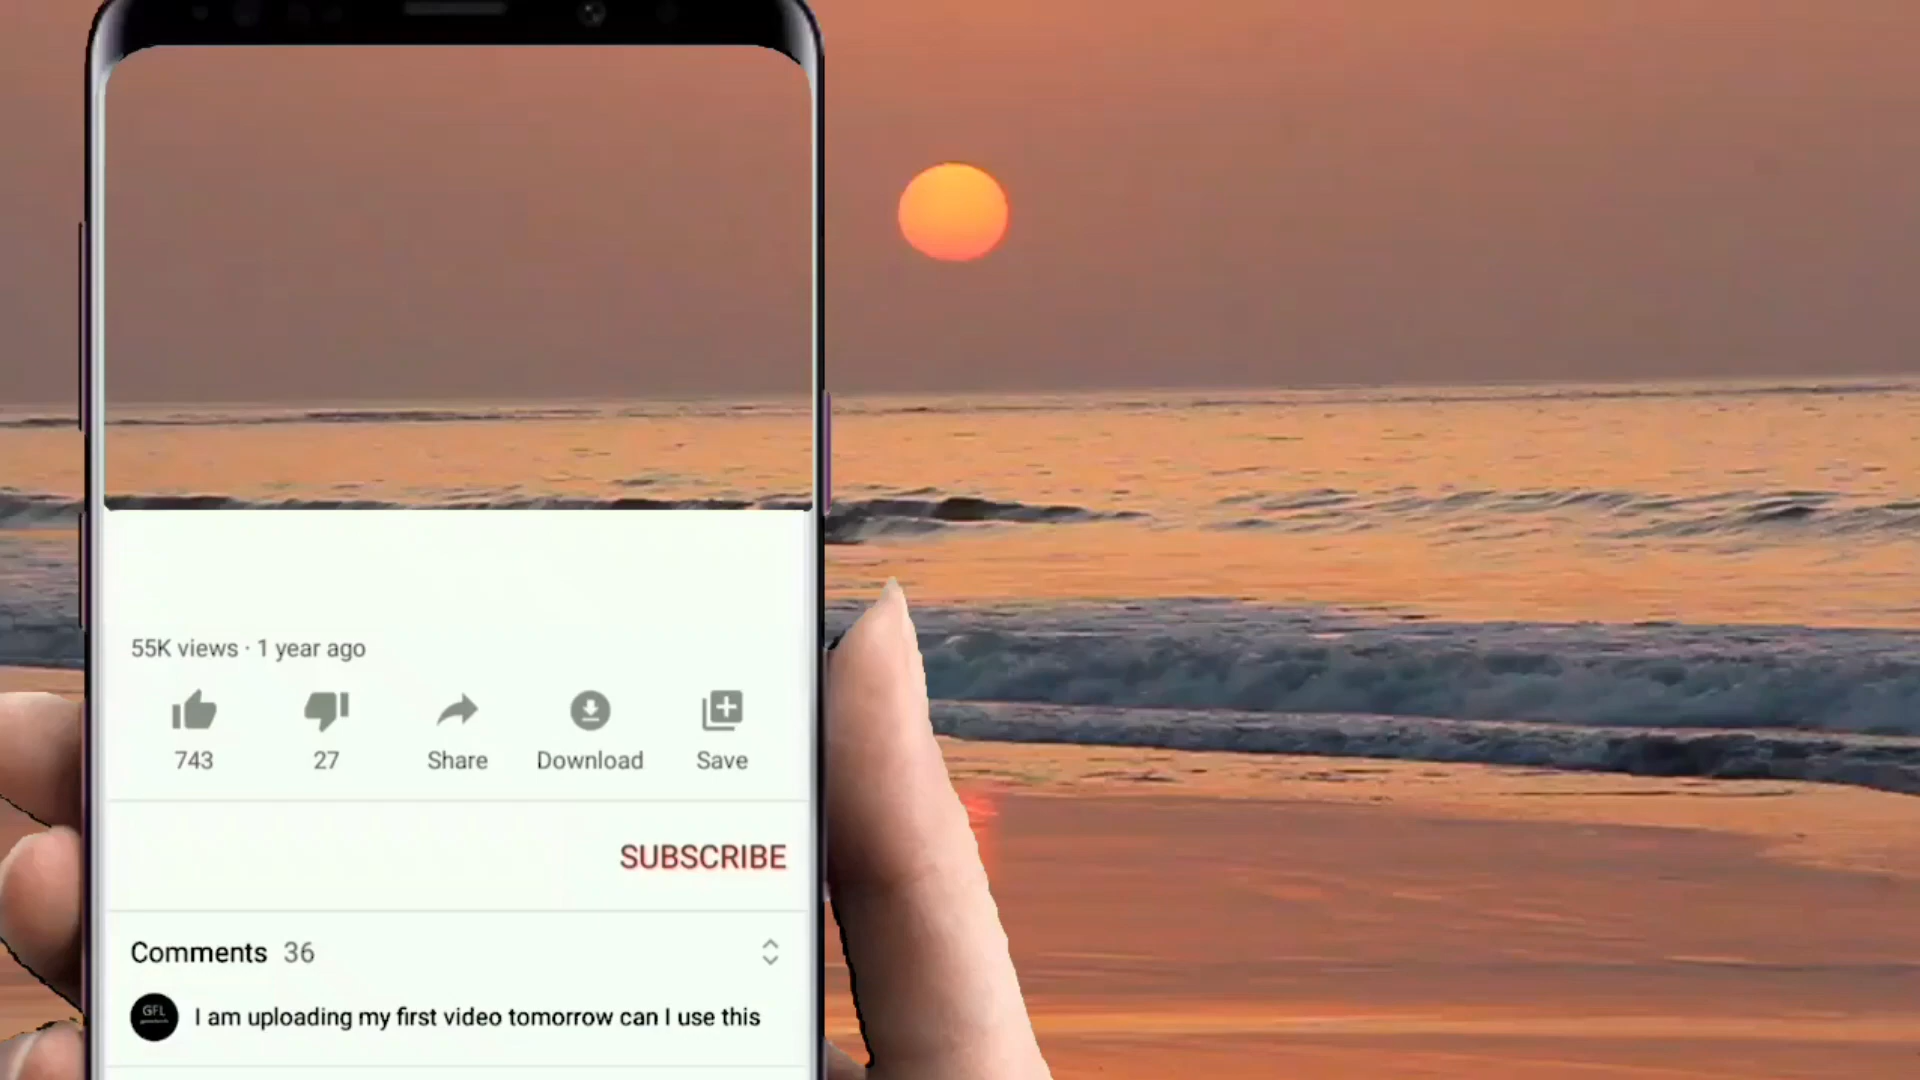 55K views · 1 year ago
743
27
Share
Download
Save
SUBSCRIBE
Comments 36
GFL
I am uploading my first video tomorrow can I use this